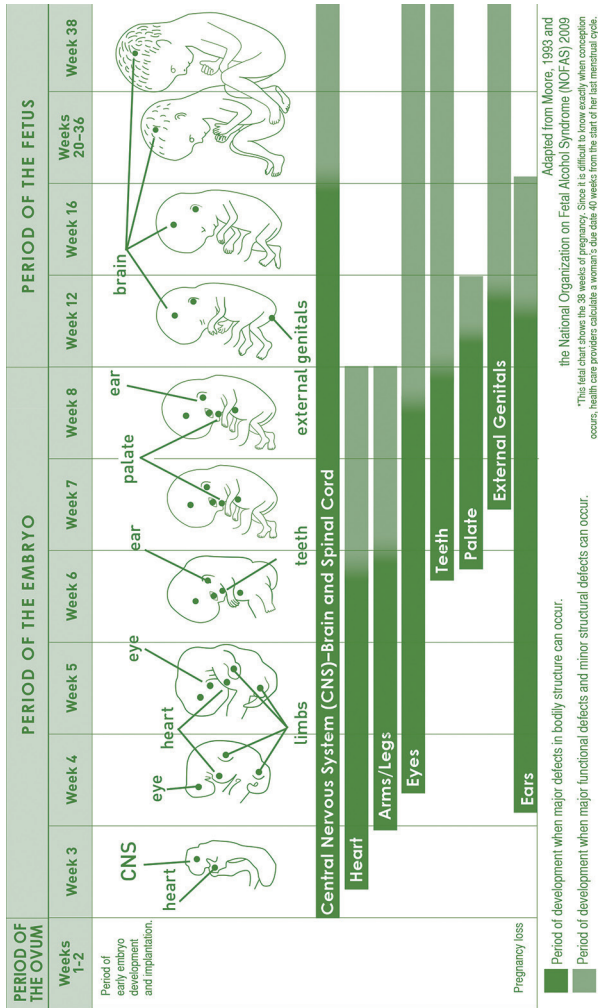 PERIOD OF
THE OVUM
PERIOD OF THE EMBRYO
PERIOD OF THE FETUS
Weeks
1-2
Week 3
Week 4
Week 5
Week 6
Week 7
Week 8
Week 12
Week 16
Weeks
20–36
Week 38
Period of
early embryo
development
and implantation.
CNS
heart
eye
heart
eye
limbs
ear
teeth
palate
ear
brain
external genitals
Central Nervous System (CNS)–Brain and Spinal Cord
Heart
Arms/Legs
Eyes
Teeth
Palate
External Genitals
Pregnancy loss
Ears
Period of development when major defects in bodily structure can occur.
Period of development when major functional defects and minor structural defects can occur.
Adapted from Moore, 1993 and
the National Organization on Fetal Alcohol Syndrome (NOFAS) 2009
*This fetal chart shows the 38 weeks of pregnancy. Since it is difficult to know exactly when conception
occurs, health care providers calculate a woman's due date 40 weeks from the start of her last menstrual cycle.